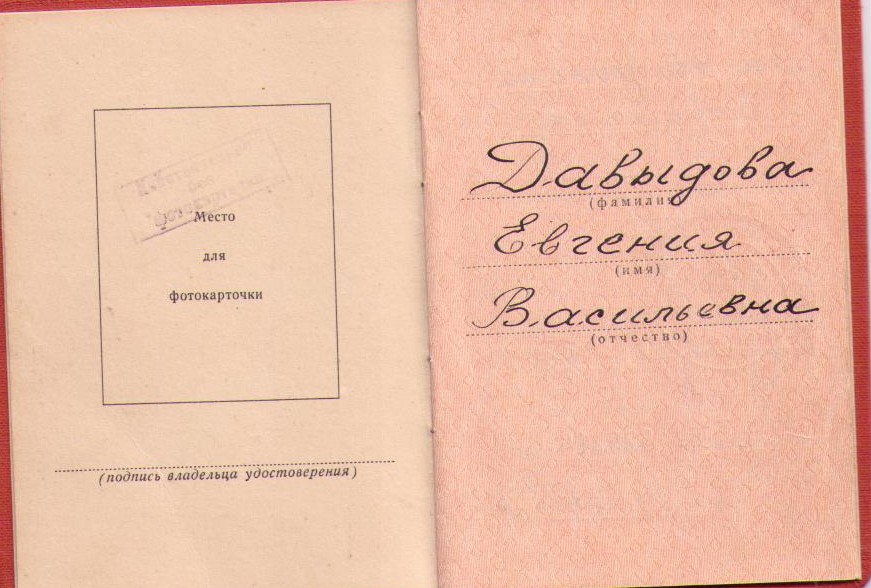 Место
для
фотокарточки
(подпись владельца удостоверения)
Давыдова
(фамилия)
Евгения
(имя)
Васильевна
(отчество)